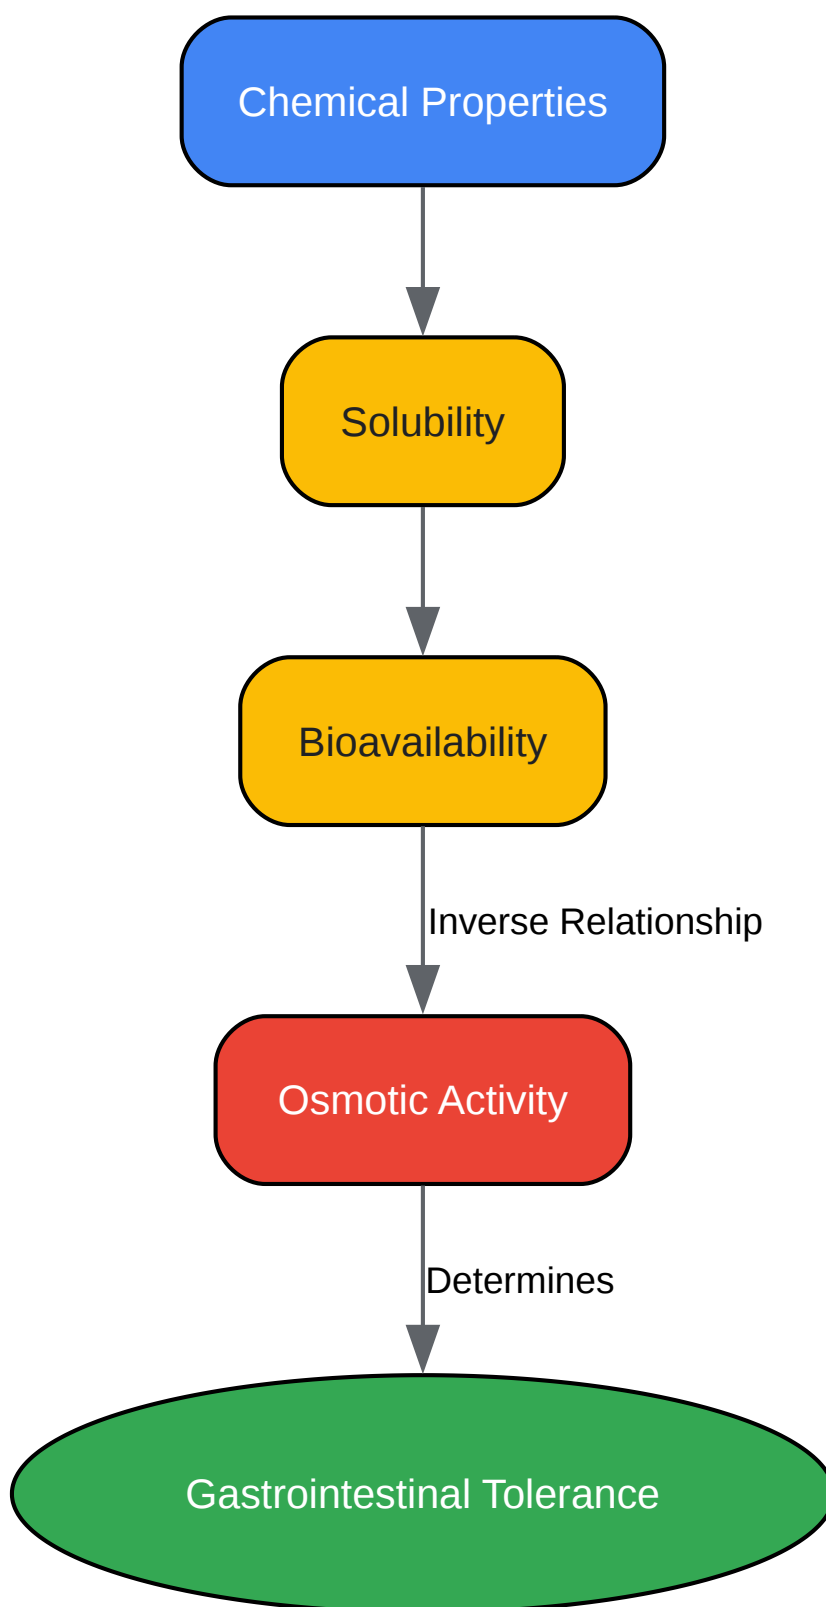 Chemical Properties
Solubility
Bioavailability
Inverse Relationship
Osmotic Activity
Determines
Gastrointestinal Tolerance